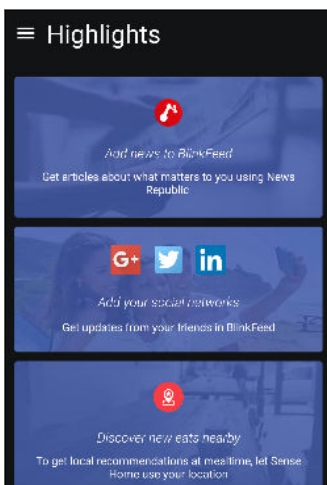 Highlights
Add news to BlinkFeed
Get articles about what matters to you using News
Republic
G+
in
Add your social networks
Get updates from your friends in BlinkFeed
Discover new eats nearby
To get local recommendations at mealtime, let Sense
Home use your location